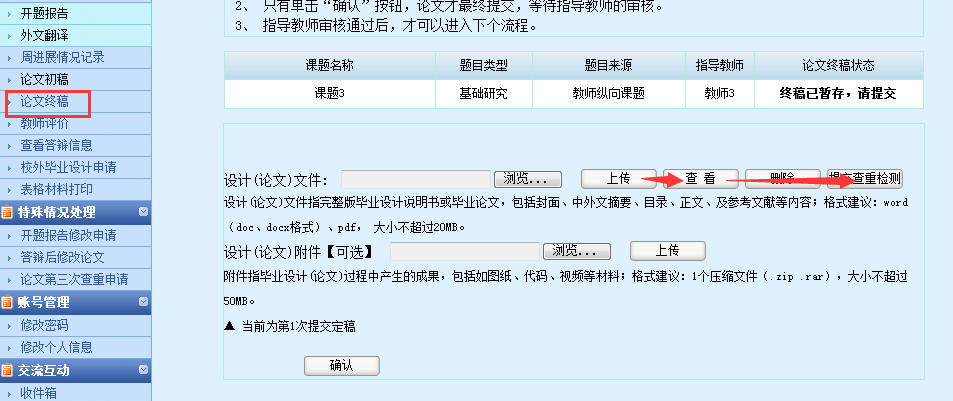 开题报告
外文翻译
周进展情况记录
论文初稿
论文终稿
教师评价
查看答辩信息
校外毕业设计申请
表格材料打印
特殊情况处理
开题报告修改申请
答辩后修改论文
论文第三次查重申请
账号管理
修改密码
修改个人信息
交流互动
收件箱
2、 只有单击“确认”按钮，论文才最终提交，等待指导教师的审核。
3、 指导教师审核通过后，才可以进入下个流程。
课题名称 题目类型 题目来源 指导教师 论文终稿状态
课题3 基础研究 教师纵向课题 教师3 终稿已暂存，请提交
设计(论文)文件： 浏览... 上传 查 看 删除 提交查重检测
设计(论文)文件指完整版毕业设计说明书或毕业论文，包括封面、中外文摘要、目录、正文、及参考文献等内容；格式建议：word
（doc、docx格式）、pdf， 大小不超过20MB。
设计(论文)附件【可选】 浏览... 上传
附件指毕业设计(论文)过程中产生的成果，包括如图纸、代码、视频等材料；格式建议：1个压缩文件（.zip .rar），大小不超过
50MB。
▲ 当前为第1次提交定稿
确认